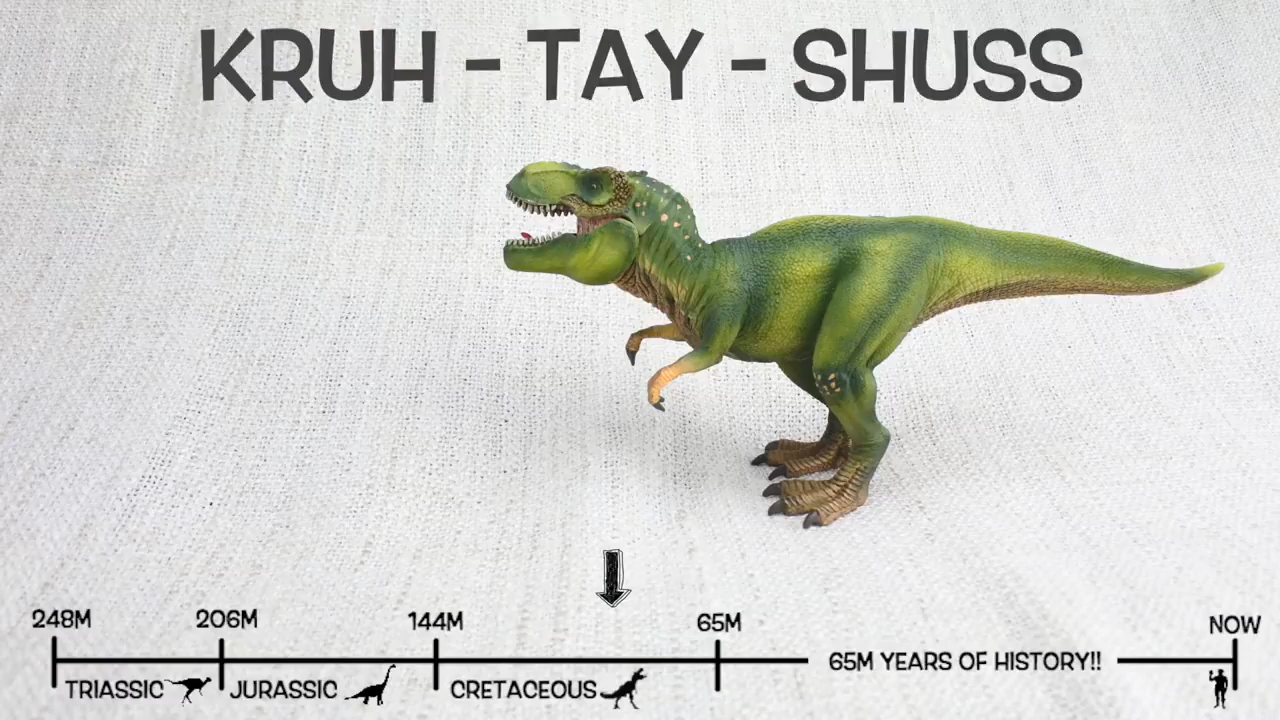 KRUH - TAY - SHUSS
248M 206M 144M 65M NOW
65M YEARS OF HISTORY!!
TRIASSIC JURASSIC CRETACEOUS